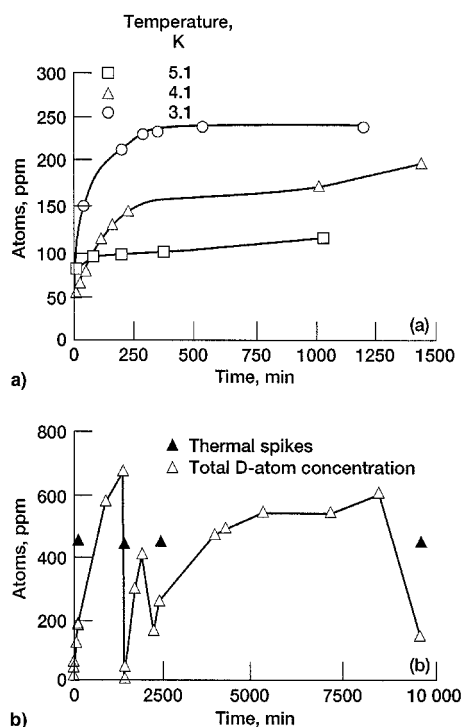 Temperature,
K
5.1
4.1
3.1
300
250
200
150
100
50
0
Atoms, ppm
0 250 500 750 1000 1250 1500
Time, min
(a)
a)
800
600
400
200
0
Atoms, ppm
Thermal spikes
Total D-atom concentration
0 2500 5000 7500 10 000
Time, min
(b)
b)